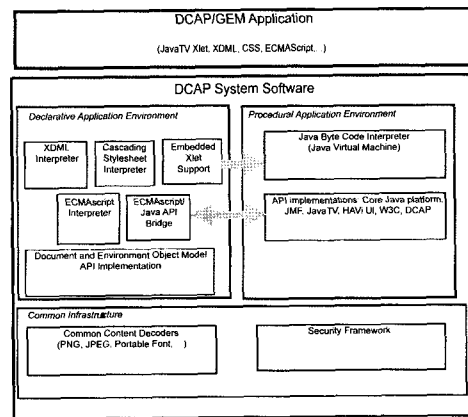 DCAP/GEM Application
(JavaTV Xlet, XDML, CSS, ECMAScript, ..)
DCAP System Software
Declarative Application Environment
XDML
Interpreter
Cascading
Stylesheet
Interpreter
Embedded
Xlet
Support
ECMAscript
Interpreter
ECMAscript/
Java API
Bridge
Document and Environment Object Model
API Implementation
Procedural Application Environment
Java Byte Code Interpreter
(Java Virtual Machine)
API implementations: Core Java platform,
JMF, JavaTV, HAVi UI, W3C, DCAP
Common Infrastructure
Common Content Decoders
(PNG, JPEG, Portable Font, ..)
Security Framework